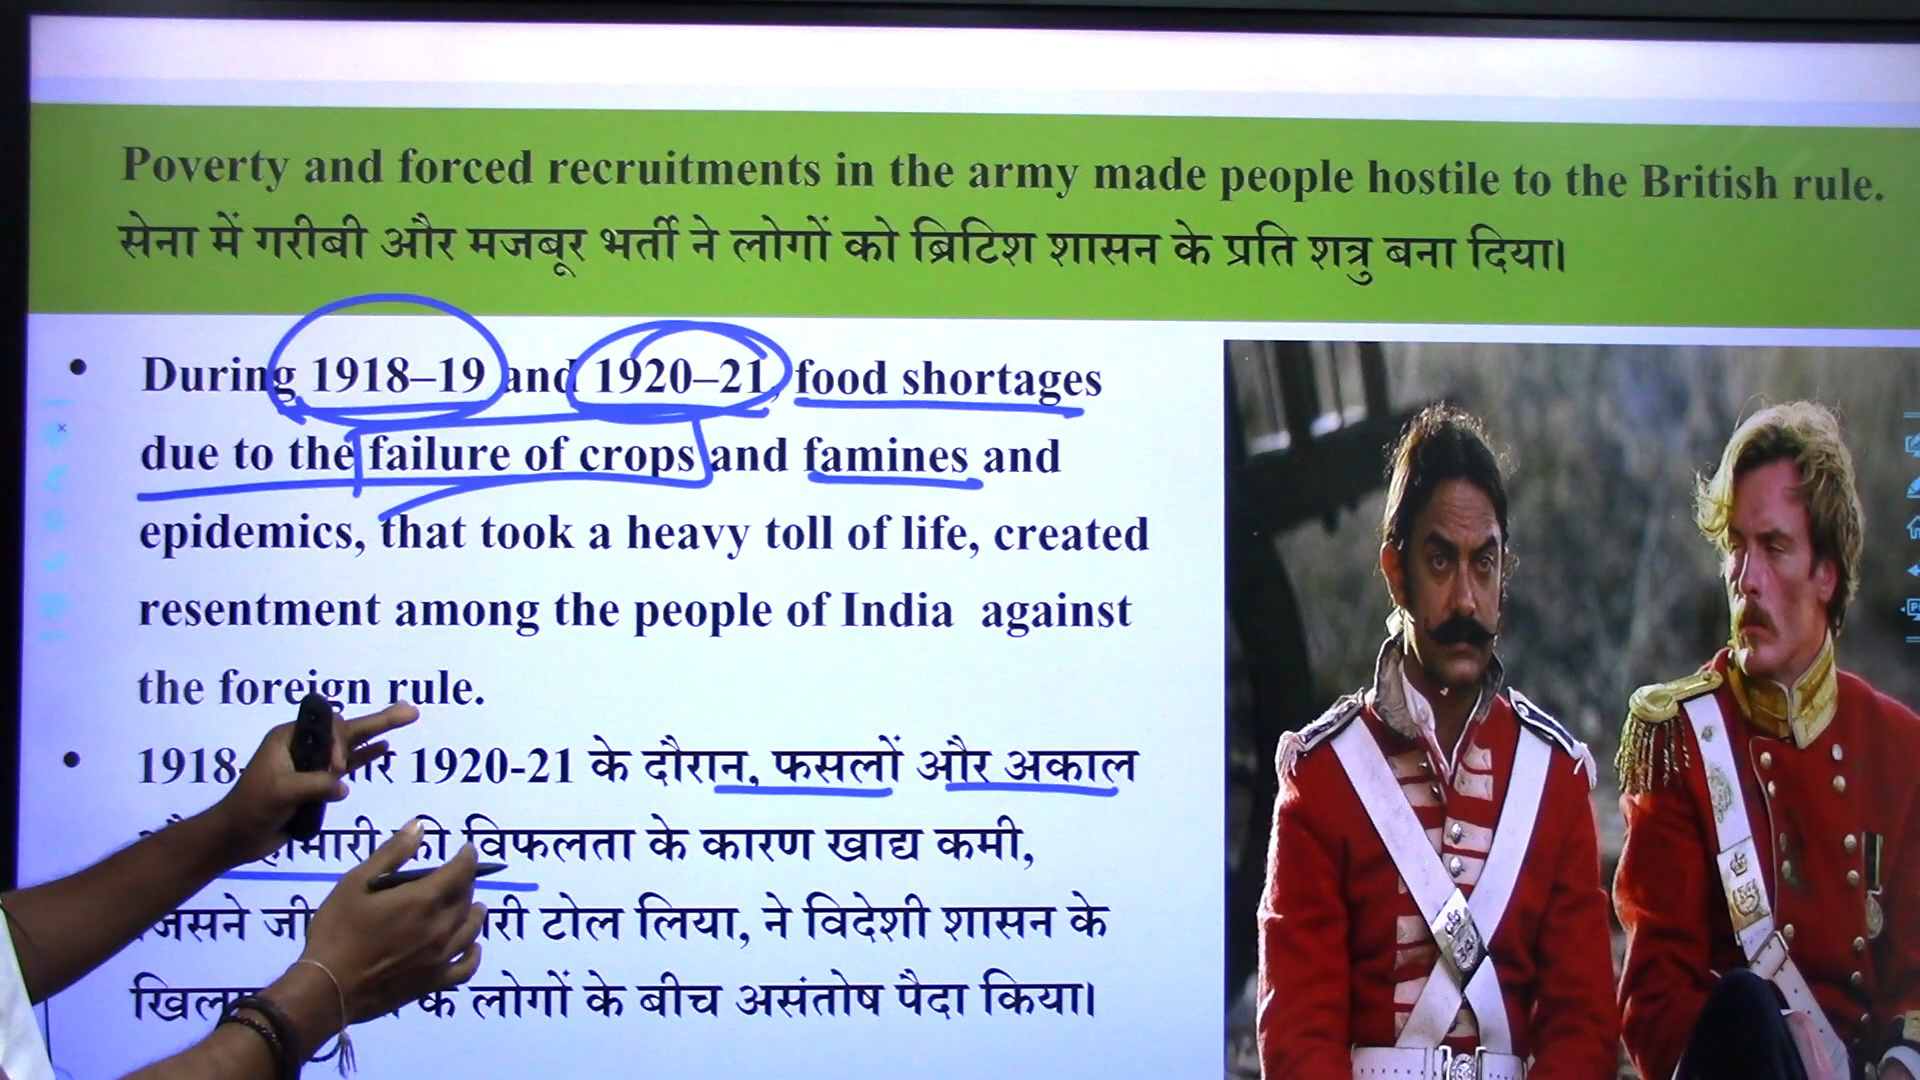 Poverty and forced recruitments in the army made people hostile to the British rule.
सेना में गरीबी और मजबूर भर्ती ने लोगों को ब्रिटिश शासन के प्रति शत्रु बना दिया।
• During 1918–19 and 1920–21, food shortages
due to the failure of crops and famines and
epidemics, that took a heavy toll of life, created
resentment among the people of India against
the foreign rule.
• 1918- 1920-21 के दौरान, फसलों और अकाल
की विफलता के कारण खाद्य कमी,
टोल लिया, ने विदेशी शासन के
के लोगों के बीच असंतोष पैदा किया।